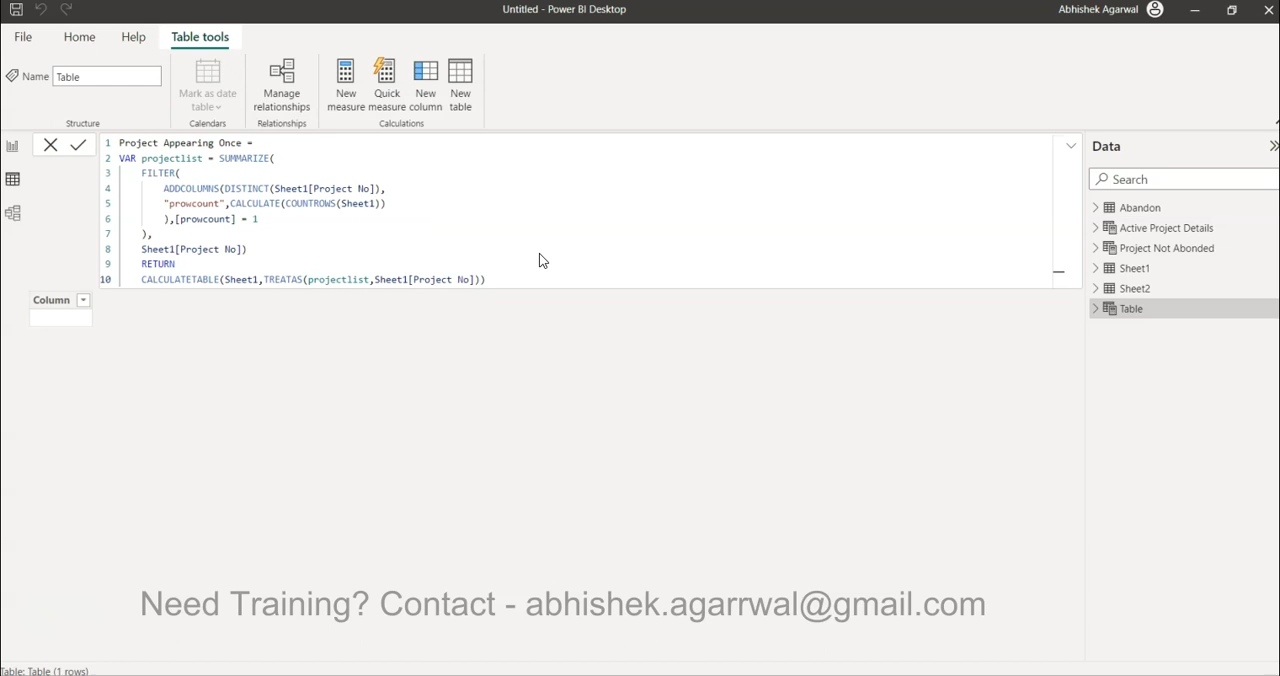 Untitled - Power BI Desktop
Abhishek Agarwal
File
Home
Help
Table tools
Name
Table
Mark as date
table
New
measure
Quick
measure
New
column
New
table
Manage
relationships
Structure
Calendars
Relationships
Calculations
1 Project Appearing Once =
2 VAR projectlist = SUMMARIZE(
3 FILTER(
4 ADDCOLUMNS(DISTINCT(Sheet1[Project No]),
5 "prowcount",CALCULATE(COUNTROWS(Sheet1))
6 ),[prowcount] = 1
7 ),
8 Sheet1[Project No])
9 RETURN
10 CALCULATETABLE(Sheet1,TREATAS(projectlist,Sheet1[Project No]))
Column
Data
Search
Abandon
Active Project Details
Project Not Abonded
Sheet1
Sheet2
Table
Need Training? Contact - abhishek.agarrwal@gmail.com
Table: Table (1 rows)